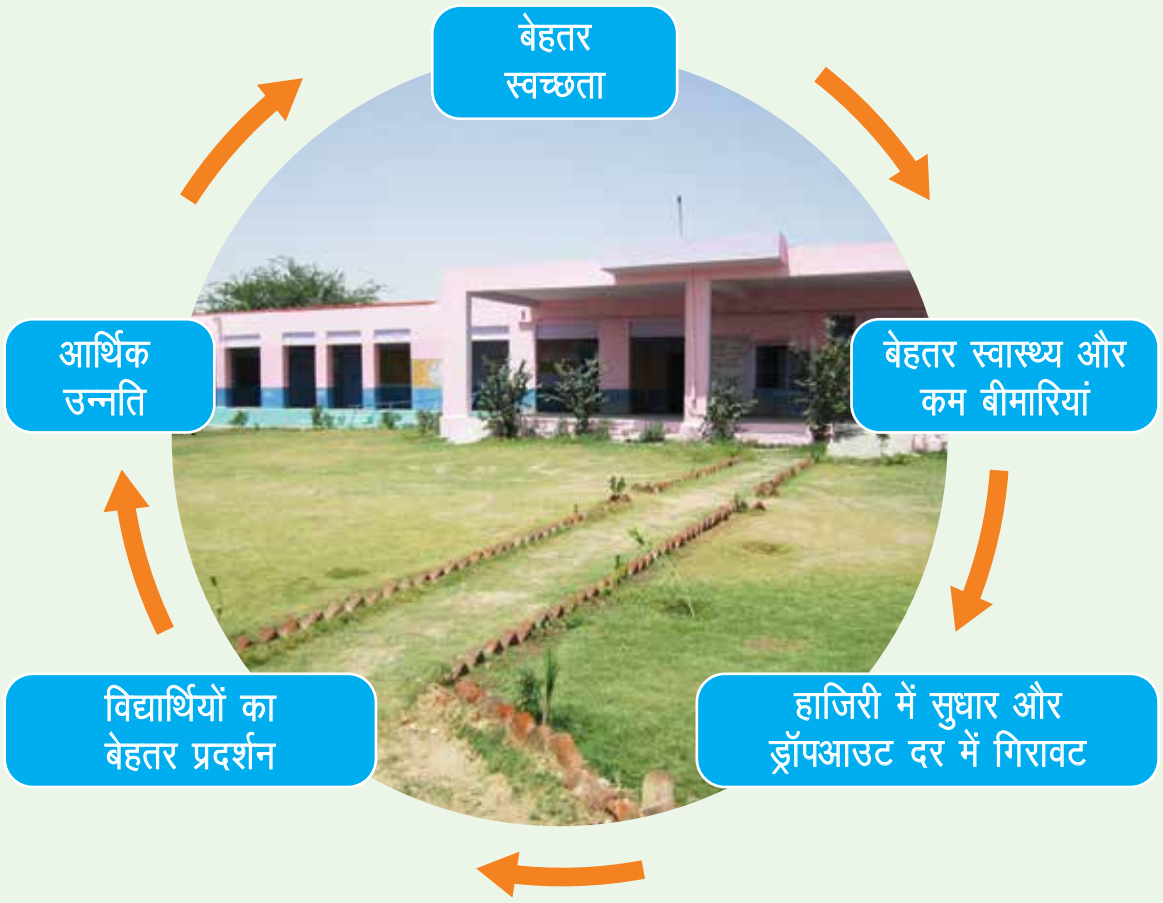 बेहतर
स्वच्छता
बेहतर स्वास्थ्य और
कम बीमारियां
हाजिरी में सुधार और
ड्रॉपआउट दर में गिरावट
विद्यार्थियों का
बेहतर प्रदर्शन
आर्थिक
उन्नति